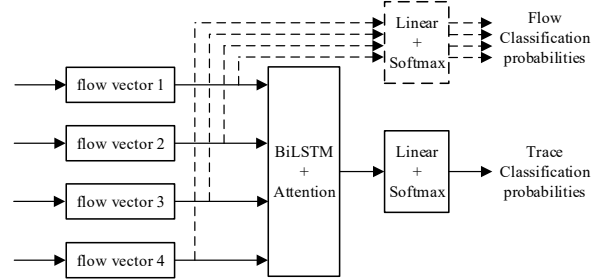 Linear
+
Softmax
Flow
Classification
probabilities
flow vector 1
flow vector 2
flow vector 3
flow vector 4
BiLSTM
+
Attention
Linear
+
Softmax
Trace
Classification
probabilities